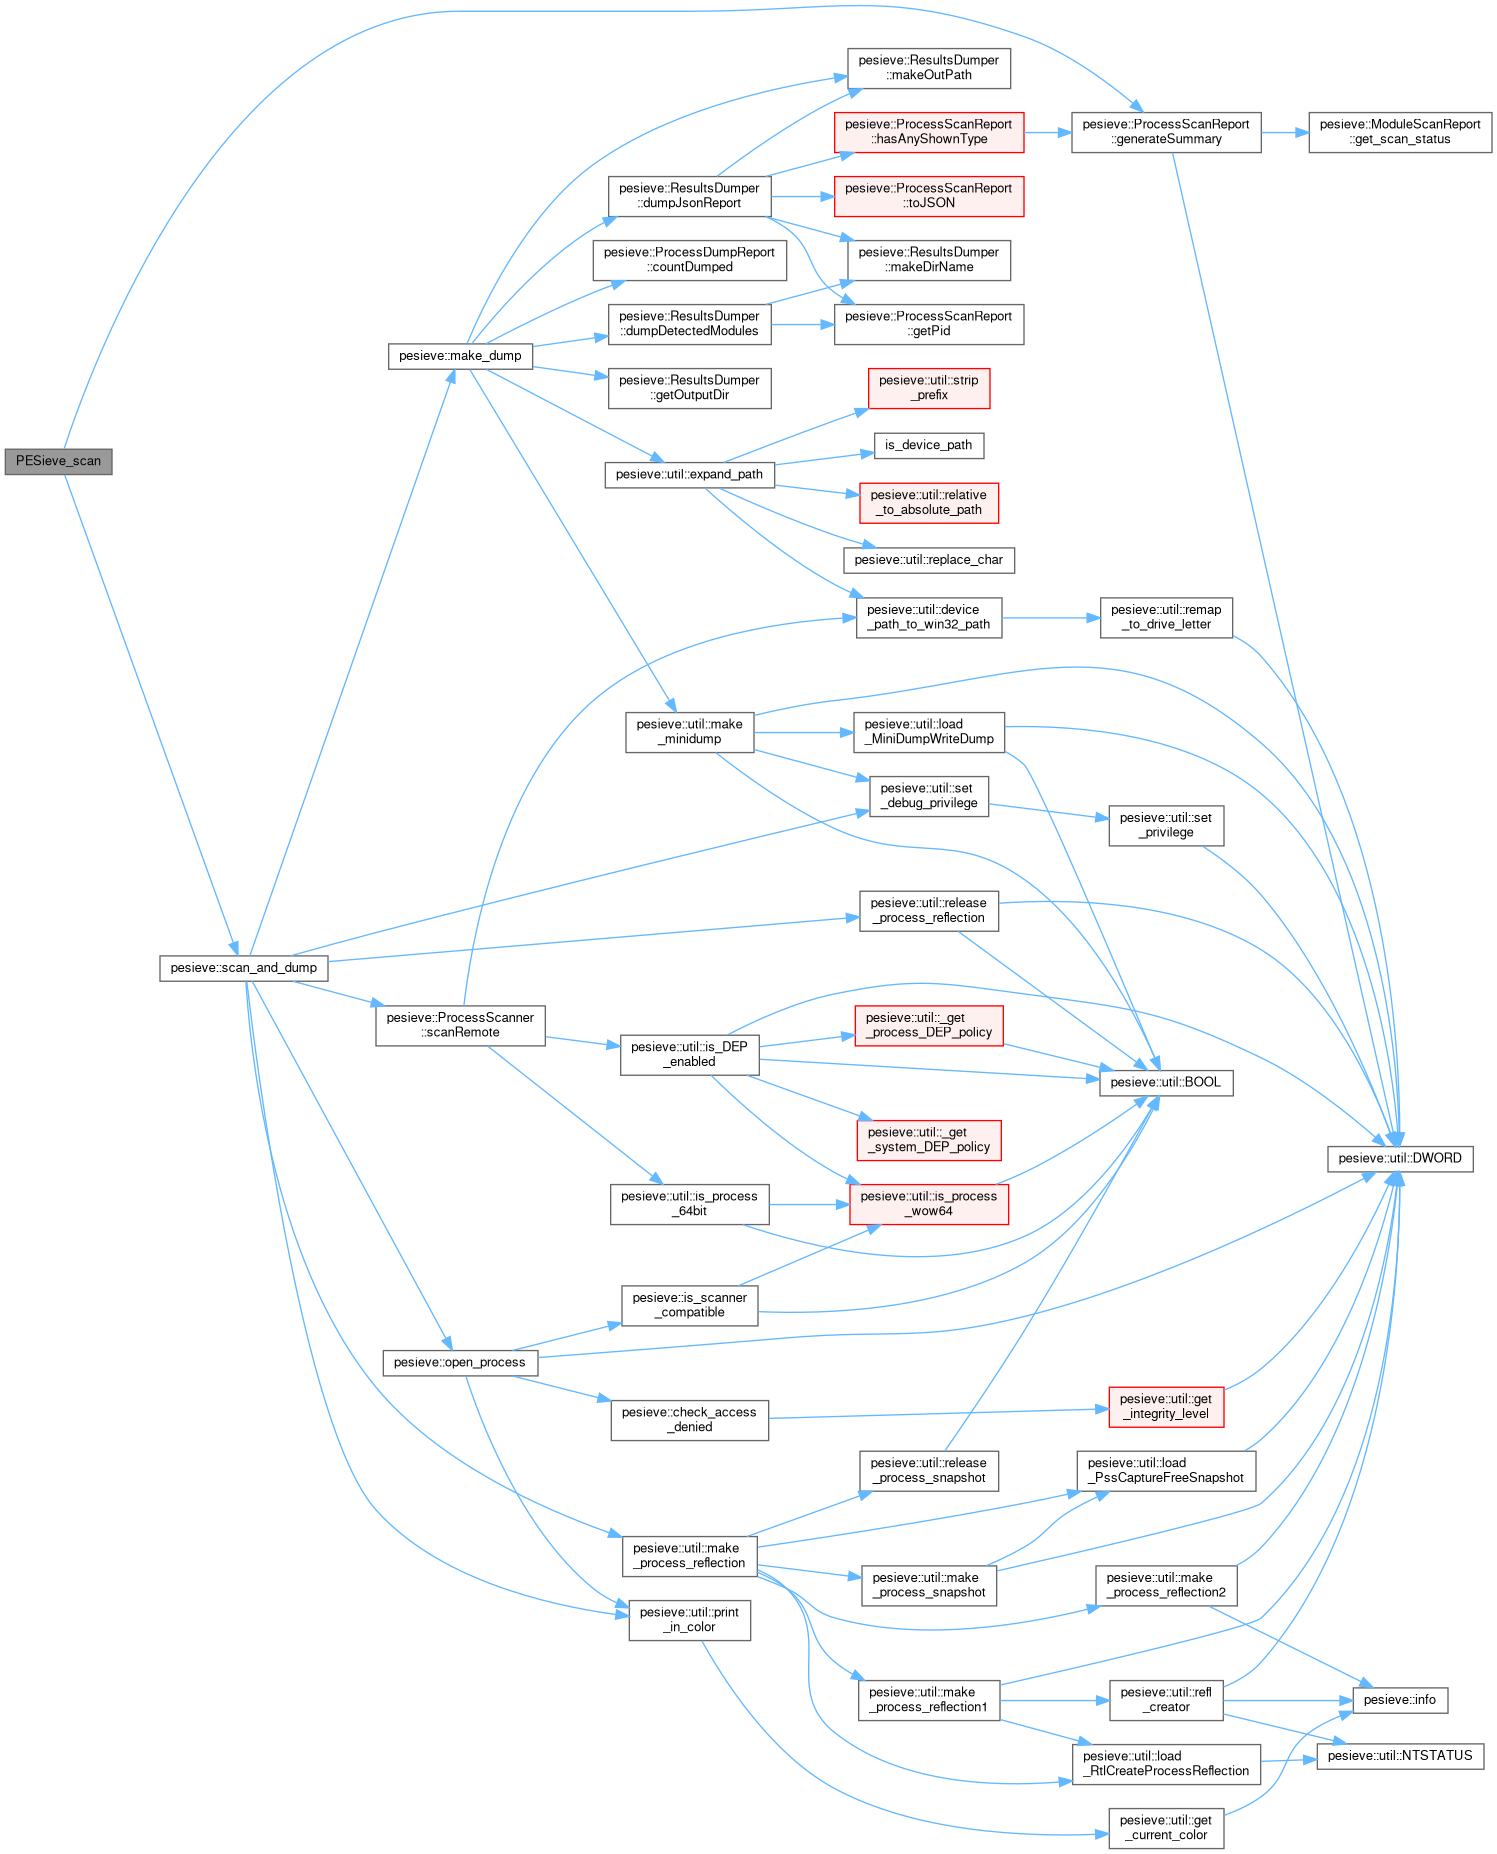 pesieve::ResultsDumper
::makeOutPath
pesieve::ProcessScanReport
::hasAnyShownType
pesieve::ProcessScanReport
::generateSummary
pesieve::ModuleScanReport
::get_scan_status
pesieve::ResultsDumper
::dumpJsonReport
pesieve::ProcessScanReport
::toJSON
pesieve::ProcessDumpReport
::countDumped
pesieve::ResultsDumper
::makeDirName
pesieve::ResultsDumper
::dumpDetectedModules
pesieve::ProcessScanReport
::getPid
pesieve::make_dump
pesieve::ResultsDumper
::getOutputDir
pesieve::util::strip
_prefix
is_device_path
PESieve_scan
pesieve::util::expand_path
pesieve::util::relative
_to_absolute_path
pesieve::util::replace_char
pesieve::util::device
_path_to_win32_path
pesieve::util::remap
_to_drive_letter
pesieve::util::make
_minidump
pesieve::util::load
_MiniDumpWriteDump
pesieve::util::set
_debug_privilege
pesieve::util::set
_privilege
pesieve::util::release
_process_reflection
pesieve::scan_and_dump
pesieve::ProcessScanner
::scanRemote
pesieve::util::is_DEP
_enabled
pesieve::util::_get
_process_DEP_policy
pesieve::util::BOOL
pesieve::util::_get
_system_DEP_policy
pesieve::util::DWORD
pesieve::util::is_process
_64bit
pesieve::util::is_process
_wow64
pesieve::is_scanner
_compatible
pesieve::open_process
pesieve::check_access
_denied
pesieve::util::get
_integrity_level
pesieve::util::release
_process_snapshot
pesieve::util::load
_PssCaptureFreeSnapshot
pesieve::util::make
_process_reflection
pesieve::util::make
_process_snapshot
pesieve::util::make
_process_reflection2
pesieve::util::print
_in_color
pesieve::util::make
_process_reflection1
pesieve::util::refl
_creator
pesieve::info
pesieve::util::load
_RtlCreateProcessReflection
pesieve::util::NTSTATUS
pesieve::util::get
_current_color